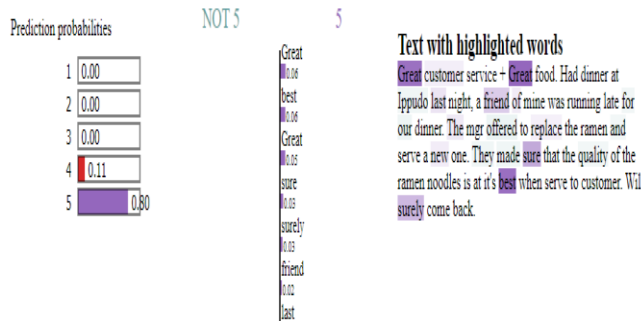 Prediction probabilities
1 0.00
2 0.00
3 0.00
4 0.11
5 0.80
NOT 5
5
Great
0.06
best
0.06
Great
0.05
sure
0.03
surely
0.03
friend
0.02
last
Text with highlighted words
Great customer service + Great food. Had dinner at
Ippudo last night, a friend of mine was running late for
our dinner. The mgr offered to replace the ramen and
serve a new one. They made sure that the quality of the
ramen noodles is at it's best when serve to customer. Wil
surely come back.